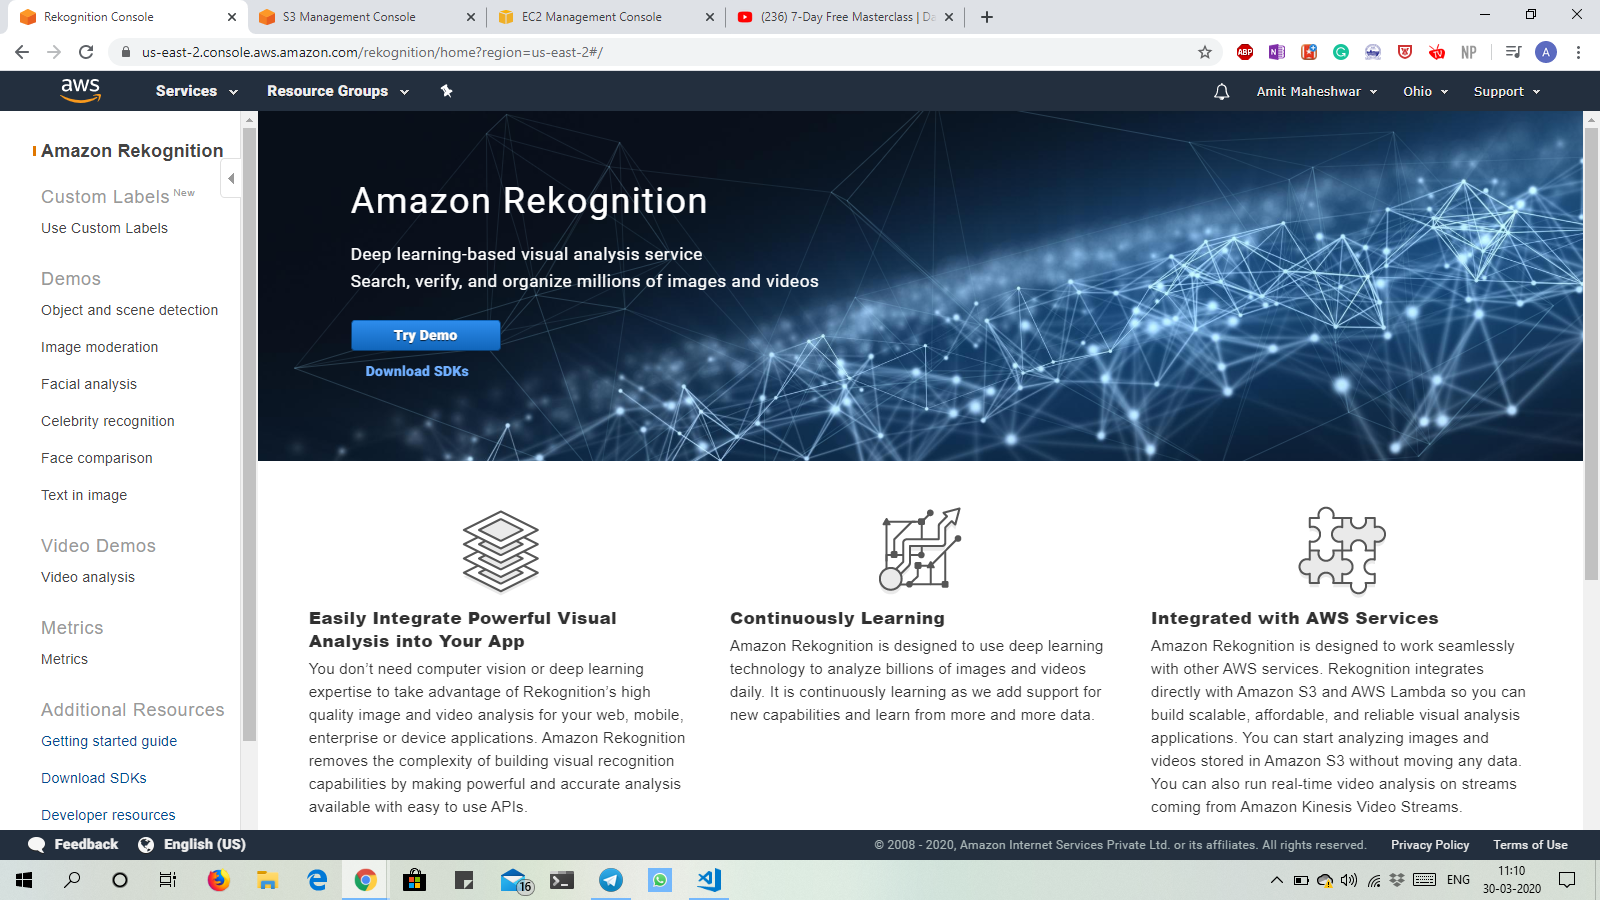 Rekognition Console
S3 Management Console
EC2 Management Console
(236) 7-Day Free Masterclass | Da
us-east-2.console.aws.amazon.com/rekognition/home?region=us-east-2#/
ABP
N
G
TV
NP
A
aws
Services
Resource Groups
Amit Maheshwar
Ohio
Support
Amazon Rekognition
Custom Labels New
Use Custom Labels
Demos
Object and scene detection
Image moderation
Facial analysis
Celebrity recognition
Face comparison
Text in image
Video Demos
Video analysis
Metrics
Metrics
Additional Resources
Getting started guide
Download SDKs
Developer resources
Amazon Rekognition
Deep learning-based visual analysis service
Search, verify, and organize millions of images and videos
Try Demo
Download SDKs
Easily Integrate Powerful Visual
Analysis into Your App
You don’t need computer vision or deep learning
expertise to take advantage of Rekognition’s high
quality image and video analysis for your web, mobile,
enterprise or device applications. Amazon Rekognition
removes the complexity of building visual recognition
capabilities by making powerful and accurate analysis
available with easy to use APIs.
Continuously Learning
Amazon Rekognition is designed to use deep learning
technology to analyze billions of images and videos
daily. It is continuously learning as we add support for
new capabilities and learn from more and more data.
Integrated with AWS Services
Amazon Rekognition is designed to work seamlessly
with other AWS services. Rekognition integrates
directly with Amazon S3 and AWS Lambda so you can
build scalable, affordable, and reliable visual analysis
applications. You can start analyzing images and
videos stored in Amazon S3 without moving any data.
You can also run real-time video analysis on streams
coming from Amazon Kinesis Video Streams.
Feedback
English (US)
© 2008 - 2020, Amazon Internet Services Private Ltd. or its affiliates. All rights reserved.
Privacy Policy
Terms of Use
16
ENG
11:10
30-03-2020